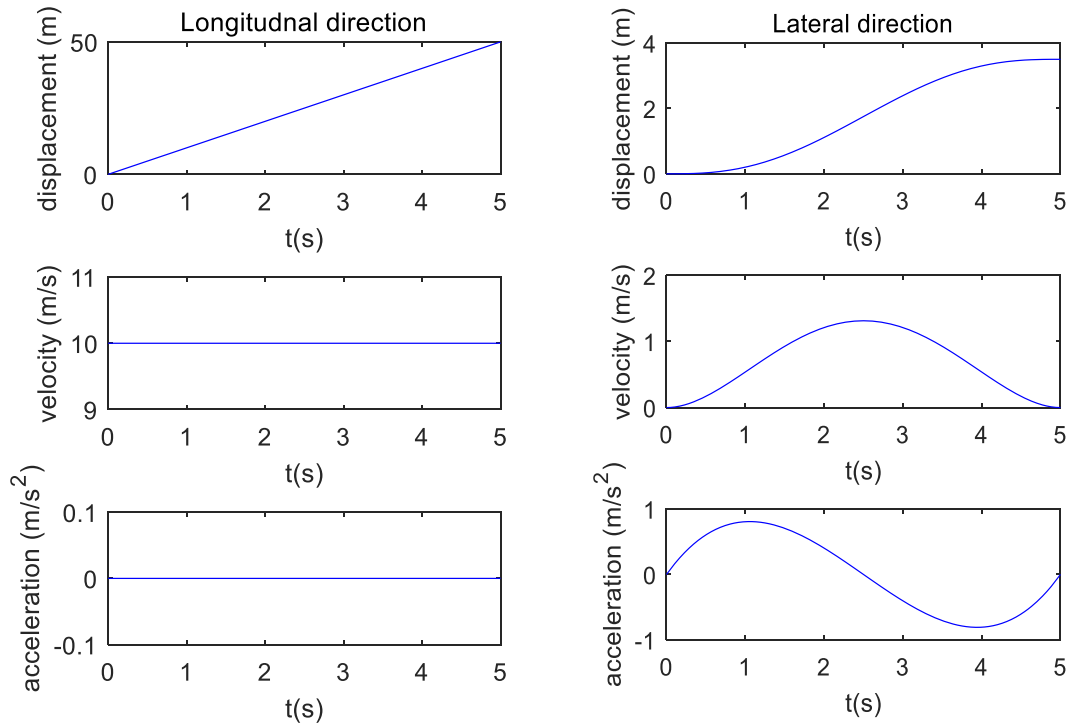 Longitudnal direction
displacement (m)
50
0
0 1 2 3 4 5
t(s)
Lateral direction
displacement (m)
4
2
0
0 1 2 3 4 5
t(s)
velocity (m/s)
11
10
9
0 1 2 3 4 5
t(s)
velocity (m/s)
2
1
0
0 1 2 3 4 5
t(s)
acceleration (m/s²)
0.1
0
-0.1
0 1 2 3 4 5
t(s)
acceleration (m/s²)
1
0
-1
0 1 2 3 4 5
t(s)